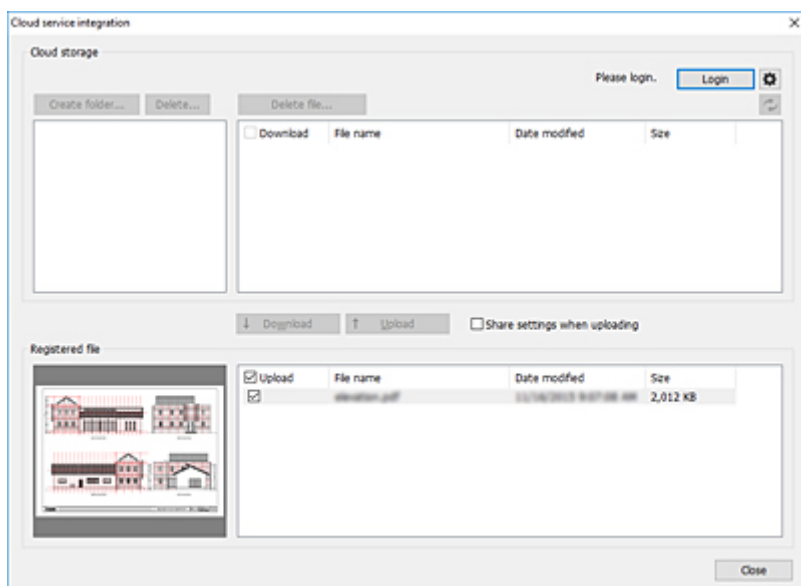 Cloud service integration
Cloud storage
Please login. Login
Create folder... Delete... Delete file...
Download File name Date modified Size
↓ Download ↑ Upload Share settings when uploading
Registered file
Upload File name Date modified Size
2,012 KB
Close